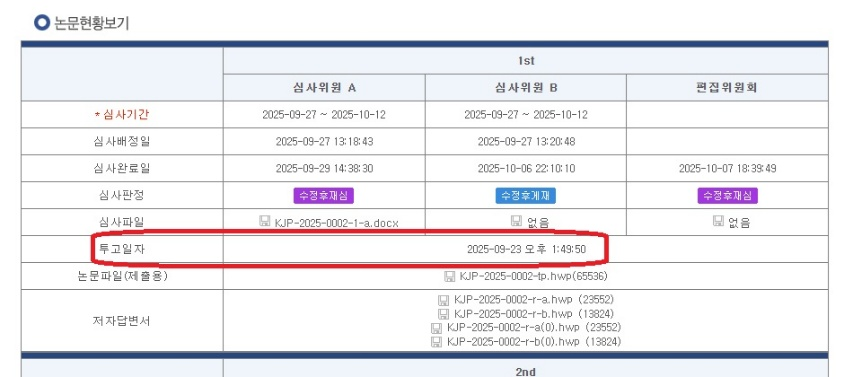 논문현황보기
1st
심사위원 A 심사위원 B 편집위원회
* 심사기간 2025-09-27 ~ 2025-10-12 2025-09-27 ~ 2025-10-12
심사배정일 2025-09-27 13:18:43 2025-09-27 13:20:48
심사완료일 2025-09-29 14:38:30 2025-10-06 22:10:10 2025-10-07 18:39:49
심사판정 수정후재심 수정후게재 수정후재심
심사파일 KJP-2025-0002-1-a.docx 없음 없음
투고일자 2025-09-23 오후 1:49:50
논문파일(제출용) KJP-2025-0002-tp.hwp(65536)
저자답변서 KJP-2025-0002-r-a.hwp (23552)
KJP-2025-0002-r-b.hwp (13824)
KJP-2025-0002-r-a(0).hwp (23552)
KJP-2025-0002-r-b(0).hwp (13824)
2nd